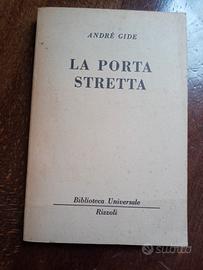 ANDRÉ GIDE
LA PORTA
STRETTA
Biblioteca Universale
Rizzoli
subito